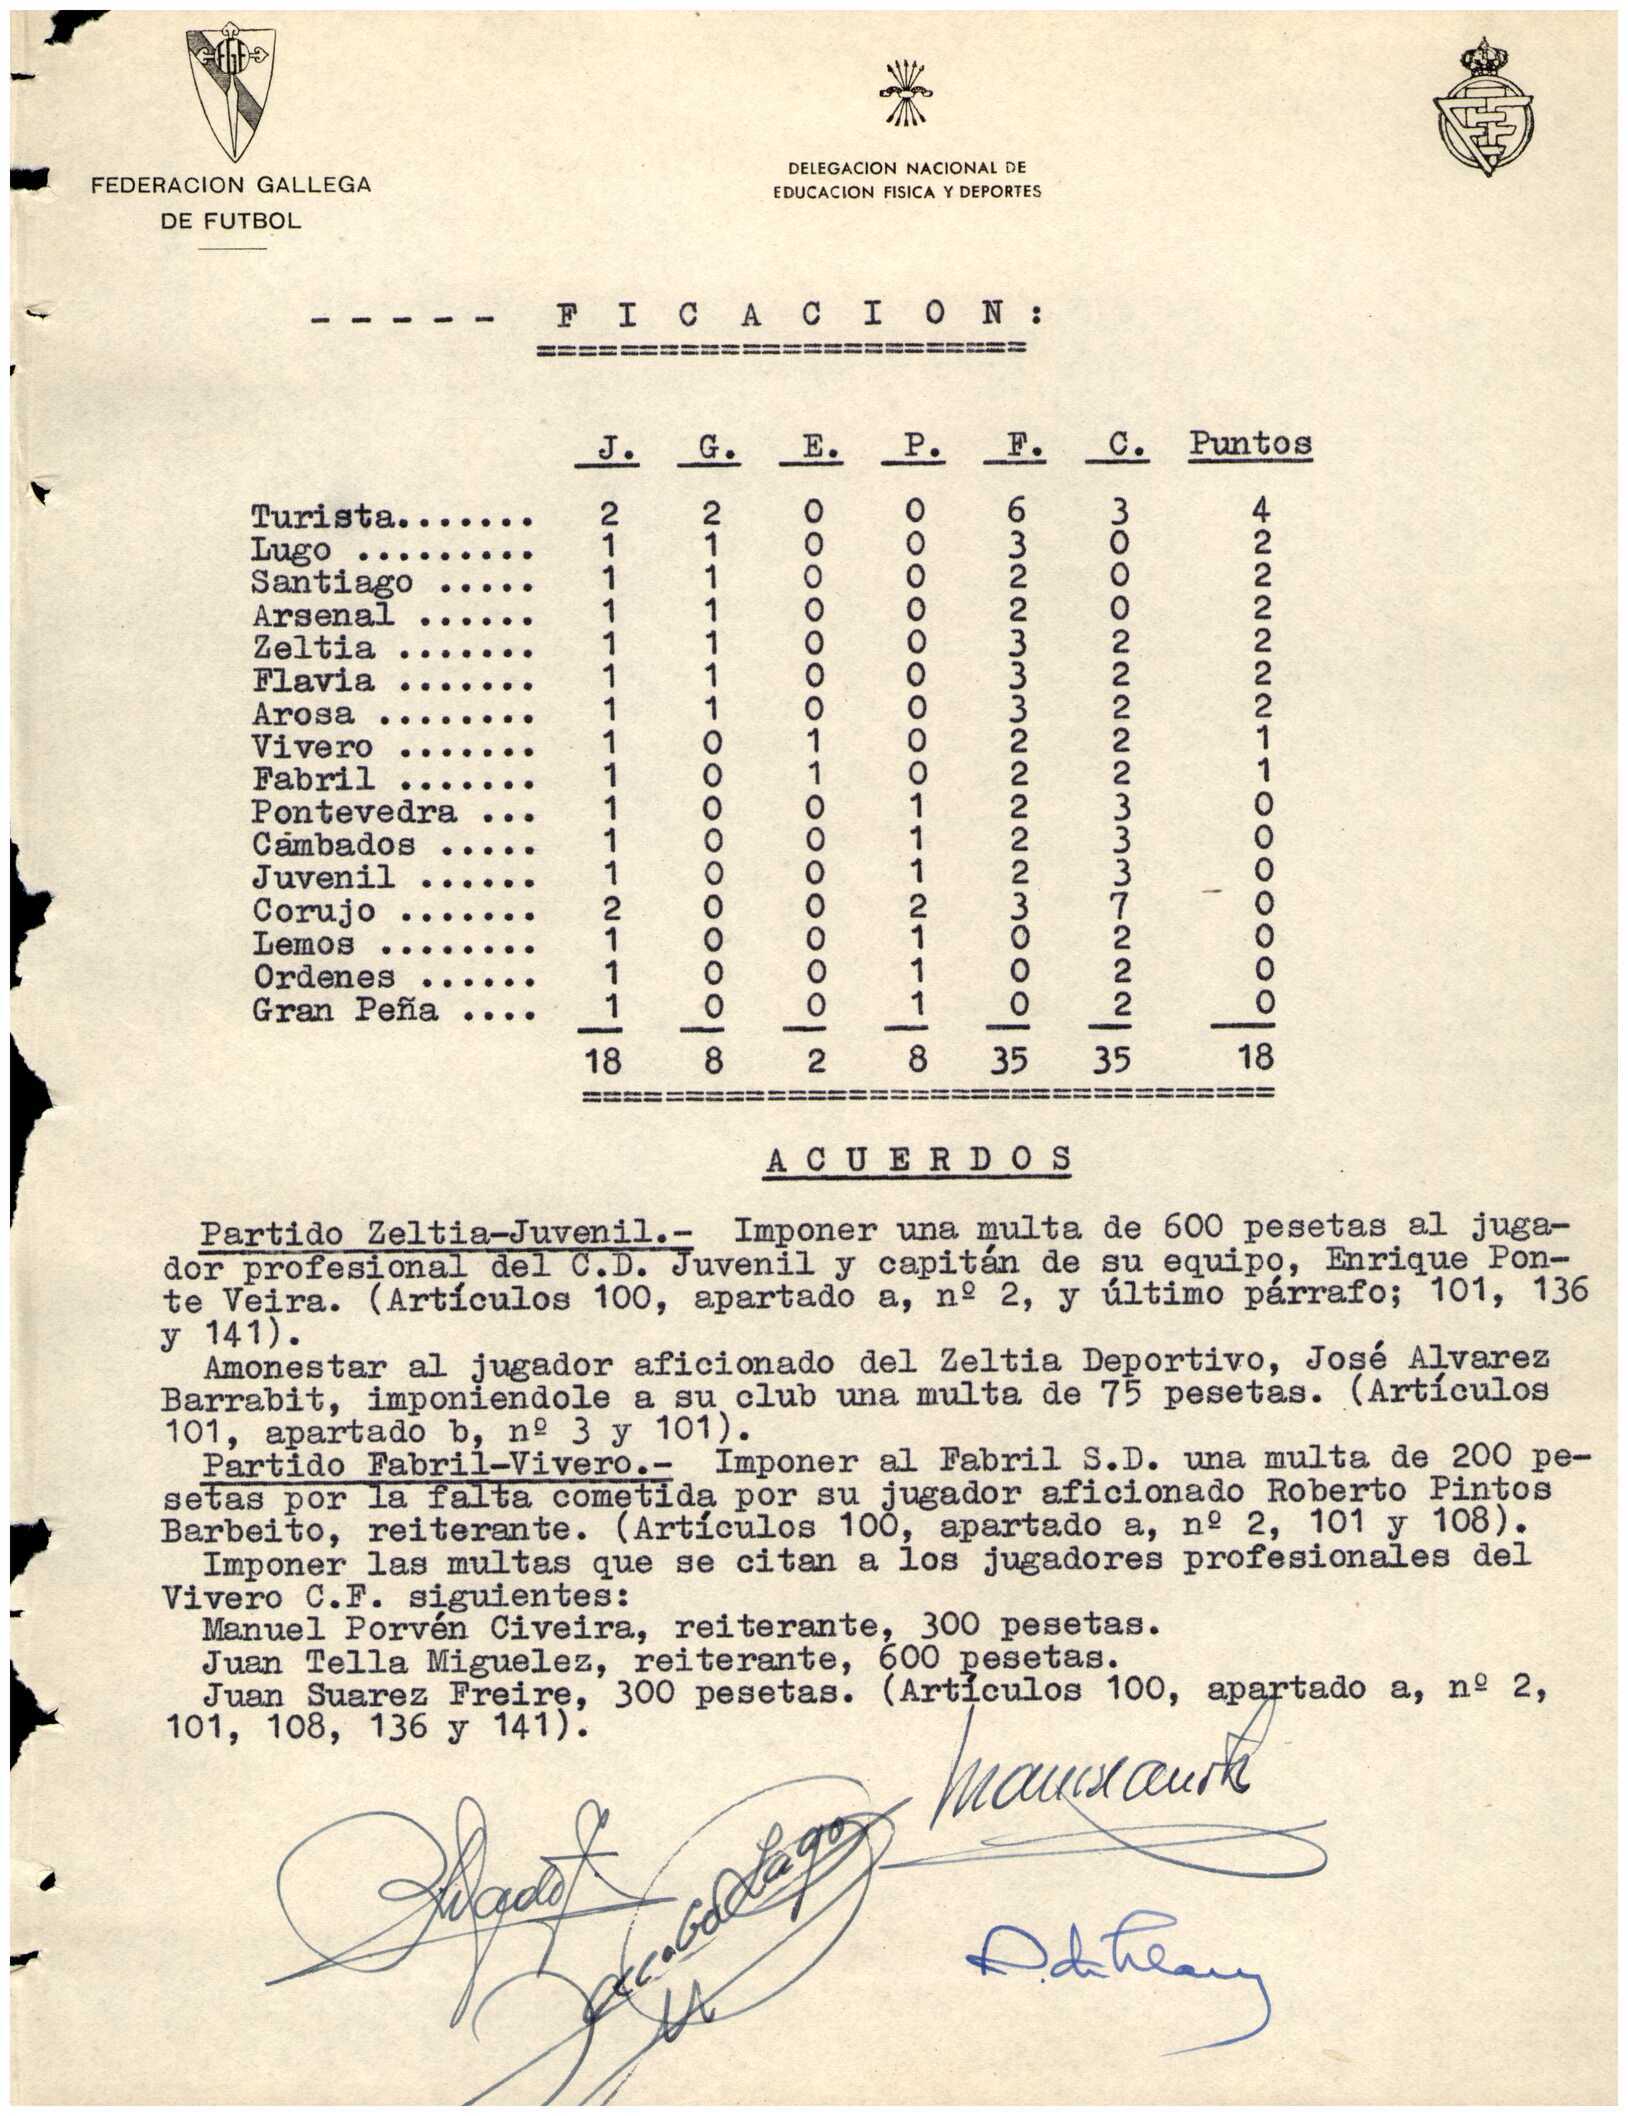 FGF
FEDERACION GALLEGA
DE FUTBOL
DELEGACION NACIONAL DE
EDUCACION FISICA Y DEPORTES
- - - - - F I C A C I O N :
========================
J. G. E. P. F. C. Puntos
Turista....... 2 2 0 0 6 3 4
Lugo ......... 1 1 0 0 3 0 2
Santiago ..... 1 1 0 0 2 0 2
Arsenal ...... 1 1 0 0 2 0 2
Zeltia ....... 1 1 0 0 3 2 2
Flavia ....... 1 1 0 0 3 2 2
Arosa ........ 1 1 0 0 3 2 2
Vivero ....... 1 0 1 0 2 2 1
Fabril ....... 1 0 1 0 2 2 1
Pontevedra ... 1 0 0 1 2 3 0
Cambados ..... 1 0 0 1 2 3 0
Juvenil ...... 1 0 0 1 2 3 0
Corujo ....... 2 0 0 2 3 7 0
Lemos ........ 1 0 0 1 0 2 0
Ordenes ...... 1 0 0 1 0 2 0
Gran Peña .... 1 0 0 1 0 2 0
18 8 2 8 35 35 18
==================================
A C U E R D O S
Partido Zeltia-Juvenil.- Imponer una multa de 600 pesetas al juga-
dor profesional del C.D. Juvenil y capitán de su equipo, Enrique Pon-
te Veira. (Artículos 100, apartado a, nº 2, y último párrafo; 101, 136
y 141).
Amonestar al jugador aficionado del Zeltia Deportivo, José Alvarez
Barrabit, imponiendole a su club una multa de 75 pesetas. (Artículos
101, apartado b, nº 3 y 101).
Partido Fabril-Vivero.- Imponer al Fabril S.D. una multa de 200 pe-
setas por la falta cometida por su jugador aficionado Roberto Pintos
Barbeito, reiterante. (Artículos 100, apartado a, nº 2, 101 y 108).
Imponer las multas que se citan a los jugadores profesionales del
Vivero C.F. siguientes:
Manuel Porvén Civeira, reiterante, 300 pesetas.
Juan Tella Miguelez, reiterante, 600 pesetas.
Juan Suarez Freire, 300 pesetas. (Artículos 100, apartado a, nº 2,
101, 108, 136 y 141).
Lago